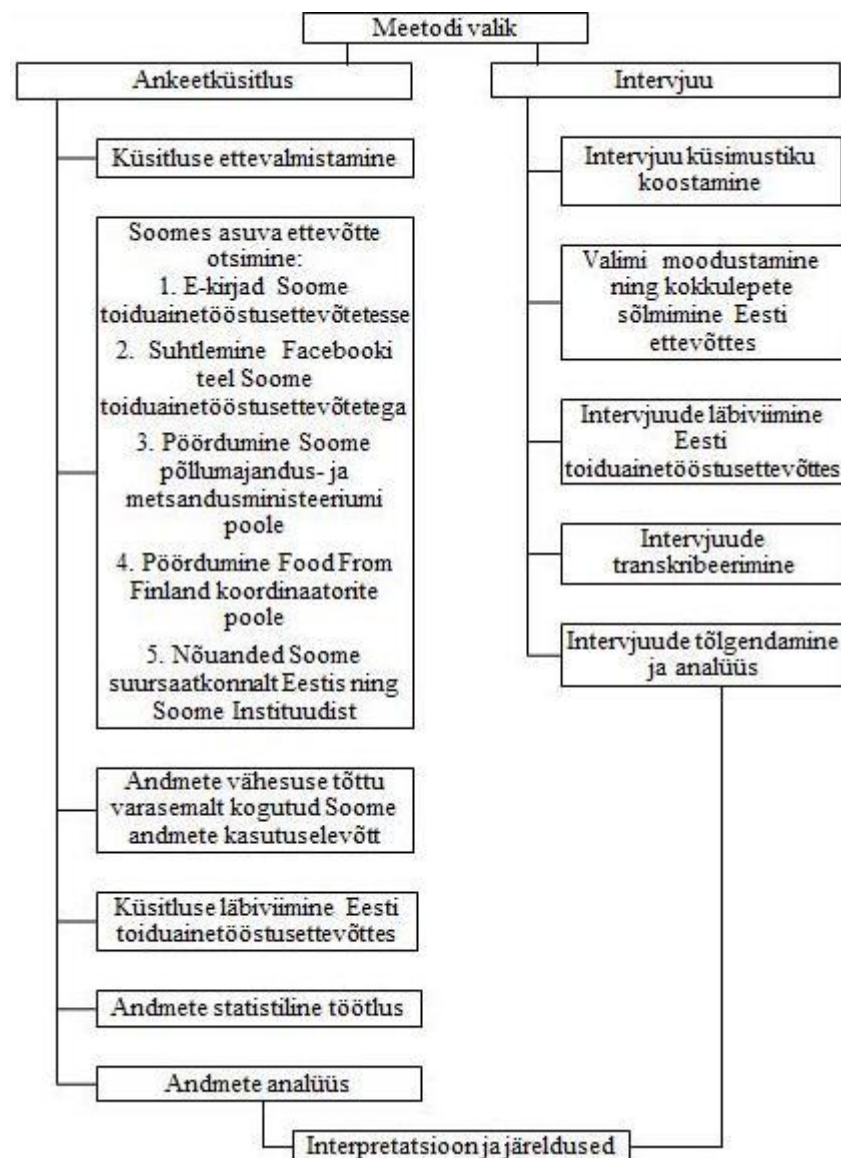 Meetodi valik
Ankeetküsitlus
Küsitluse ettevalmistamine
Soomes asuva ettevõtte
otsimine:
1. E-kirjad Soome
toiduainetööstusettevõtetesse
2. Suhtlemine Facebooki
teel Soome
toiduainetööstusettevõtetega
3. Pöördumine Soome
põllumajandus- ja
metsandusministeeriumi
poole
4. Pöördumine Food From
Finland koordinaatorite
poole
5. Nõuanded Soome
suursaatkonnalt Eestis ning
Soome Instituudist
Andmete vähesuse tõttu
varasemalt kogutud Soome
andmete kasutuselevõtt
Küsitluse läbiviimine Eesti
toiduainetööstusettevõttes
Andmete statistiline töötlus
Andmete analüüs
Intervjuu
Intervjuu küsimustiku
koostamine
Valimi moodustamine
ning kokkulepete
sõlmimine Eesti
ettevõttes
Intervjuude läbiviimine
Eesti
toiduainetööstusettevõttes
Intervjuude
transkribeerimine
Intervjuude tõlgendamine
ja analüüs
Interpretatsioon ja järeldused